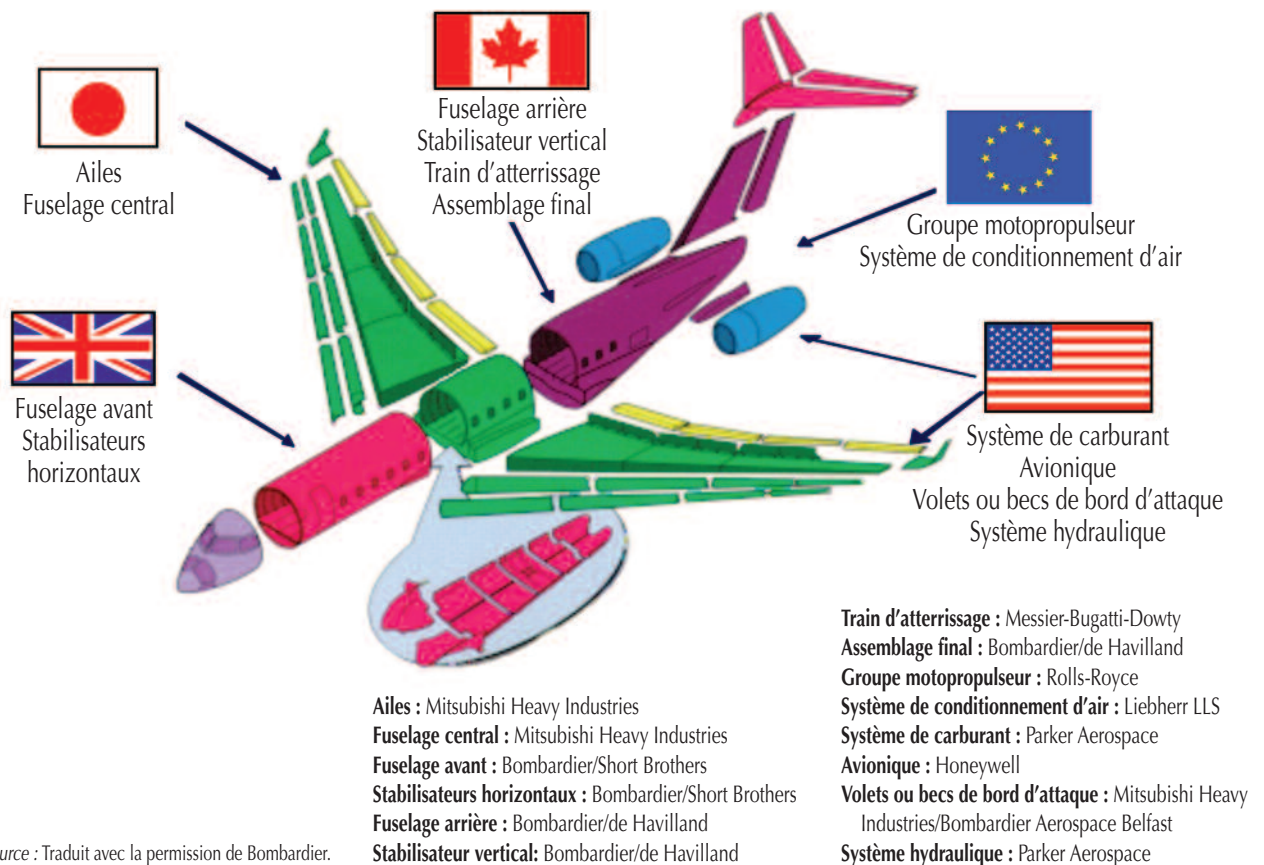 Ailes
Fuselage central
Fuselage arrière
Stabilisateur vertical
Train d'atterrissage
Assemblage final
Groupe motopropulseur
Système de conditionnement d'air
Fuselage avant
Stabilisateurs
horizontaux
Système de carburant
Avionique
Volets ou becs de bord d'attaque
Système hydraulique
Ailes : Mitsubishi Heavy Industries
Fuselage central : Mitsubishi Heavy Industries
Fuselage avant : Bombardier/Short Brothers
Stabilisateurs horizontaux : Bombardier/Short Brothers
Fuselage arrière : Bombardier/de Havilland
Stabilisateur vertical: Bombardier/de Havilland
Train d'atterrissage : Messier-Bugatti-Dowty
Assemblage final : Bombardier/de Havilland
Groupe motopropulseur : Rolls-Royce
Système de conditionnement d'air : Liebherr LLS
Système de carburant : Parker Aerospace
Avionique : Honeywell
Volets ou becs de bord d'attaque : Mitsubishi Heavy
Industries/Bombardier Aerospace Belfast
Système hydraulique : Parker Aerospace
urce : Traduit avec la permission de Bombardier.